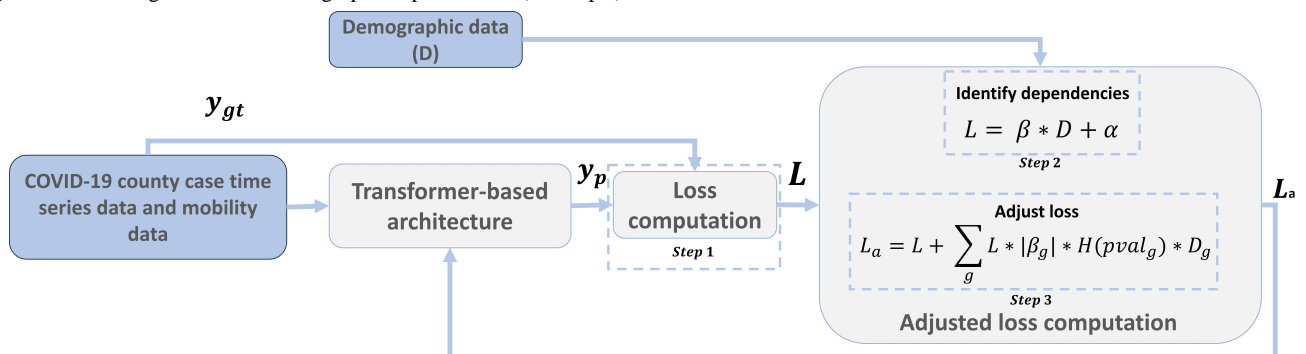 Demographic data
(D)
y_gt
COVID-19 county case time
series data and mobility
data
Transformer-based
architecture
y_p
Loss
computation
Step 1
L
Identify dependencies
L = β * D + α
Step 2
Adjust loss
L_a = L + ∑_g L * |β_g| * H(pval_g) * D_g
Step 3
Adjusted loss computation
L_a